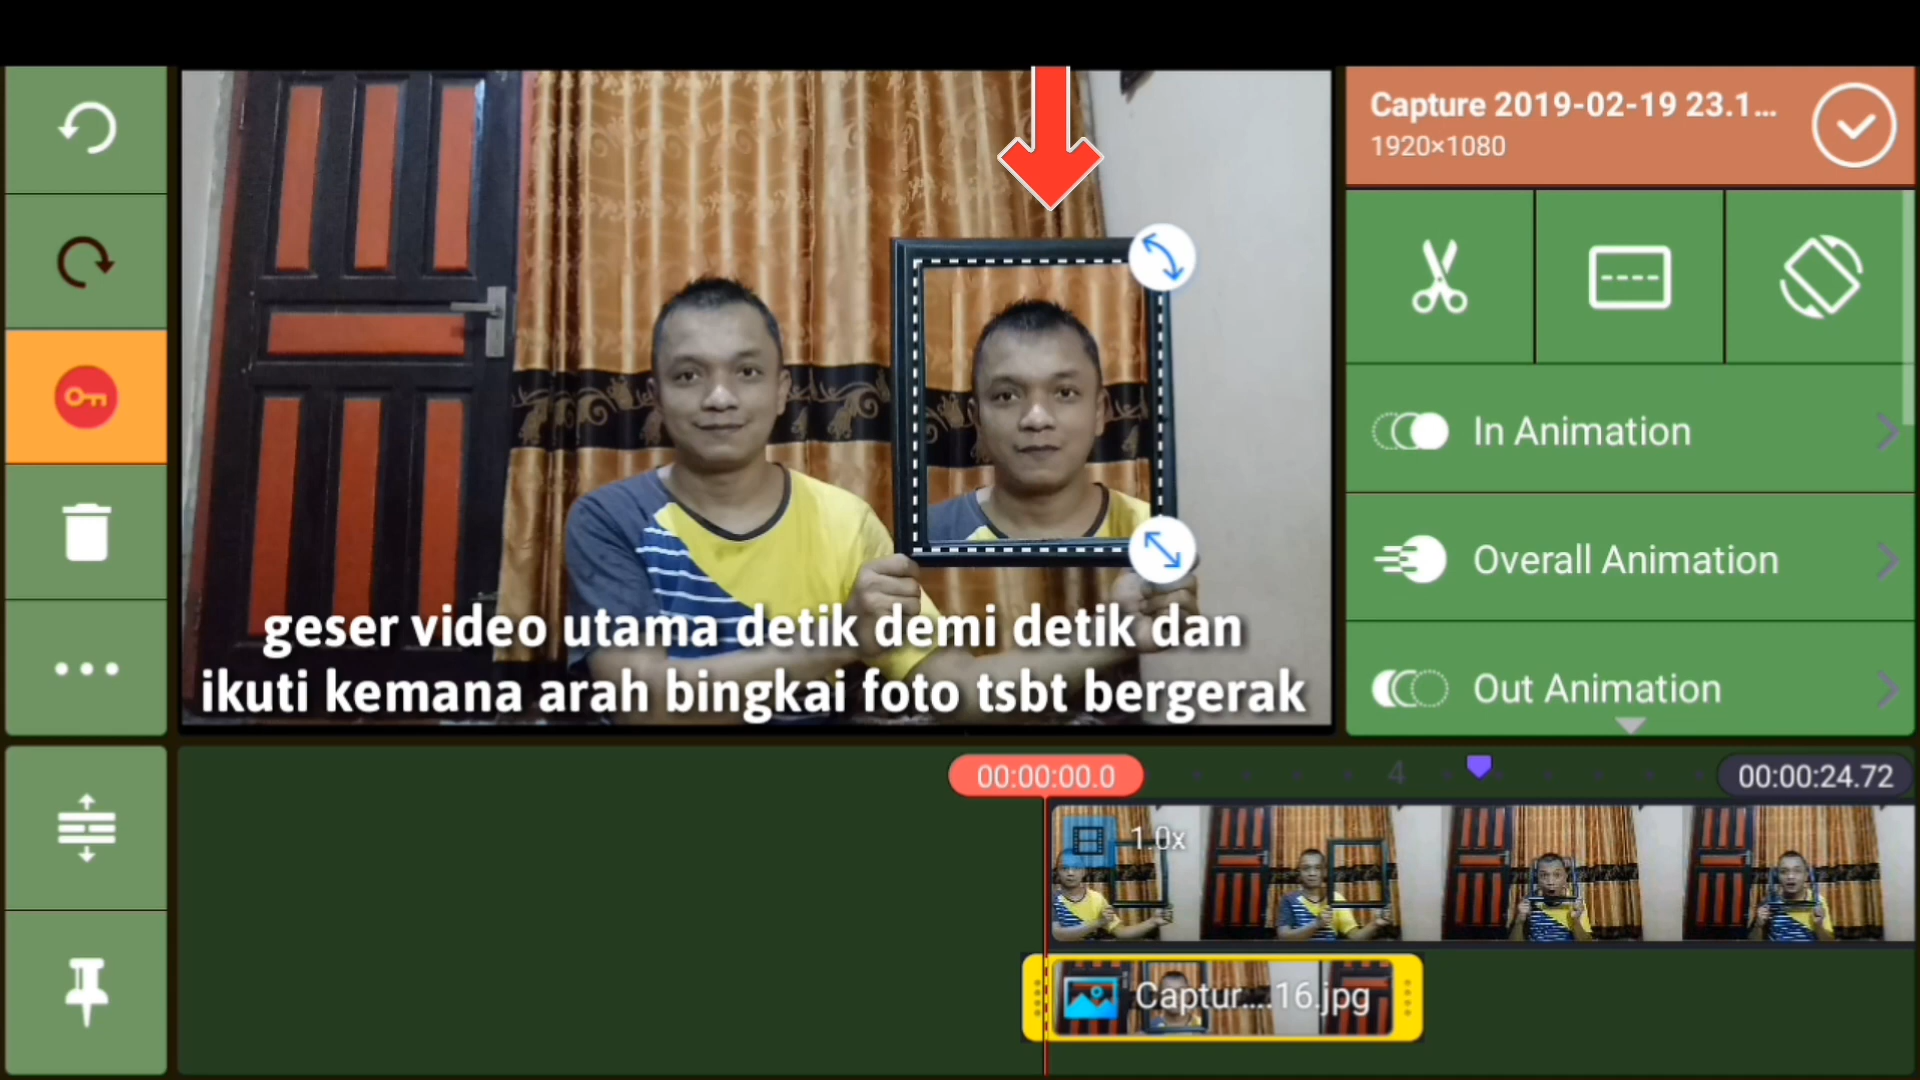 Capture 2019-02-19 23.1...
1920×1080
In Animation
Overall Animation
Out Animation
geser video utama detik demi detik dan
ikuti kemana arah bingkai foto tsbt bergerak
00:00:00.0
4
00:00:24.72
1.0x
Captur....16.jpg